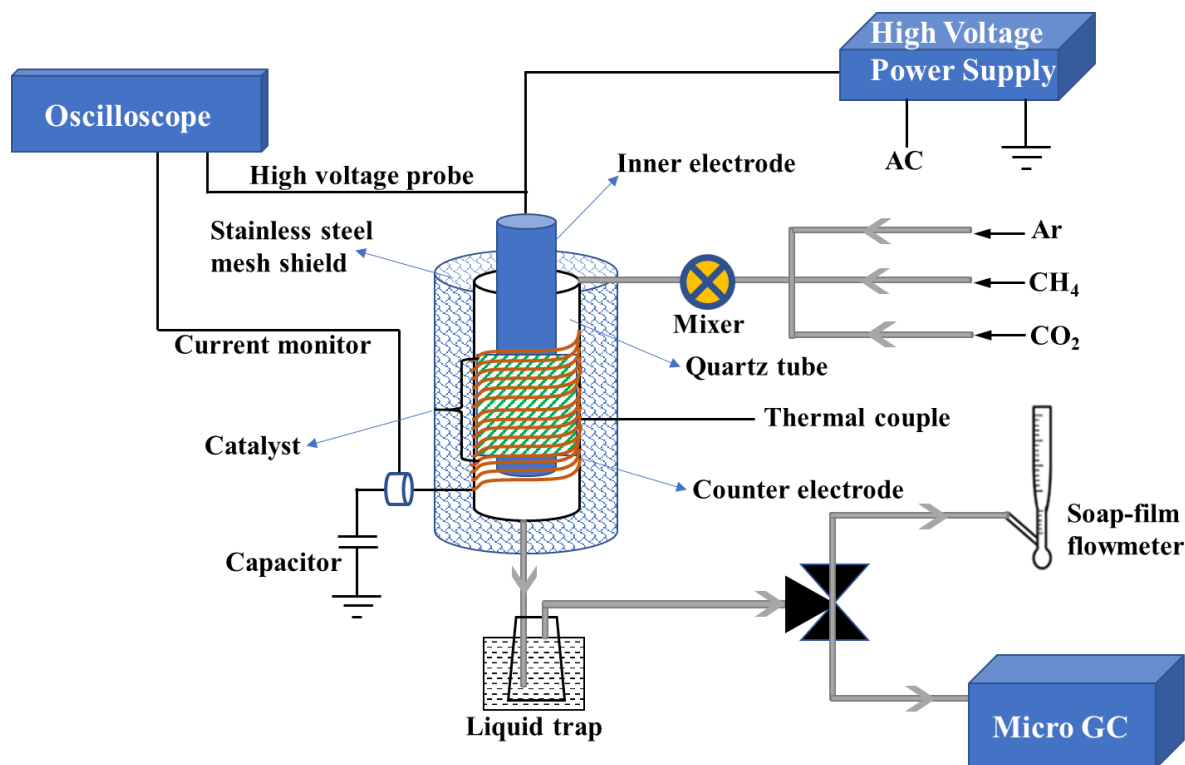 High Voltage
Power Supply
Oscilloscope
AC
High voltage probe
Inner electrode
Stainless steel
mesh shield
Ar
CH₄
CO₂
Mixer
Current monitor
Quartz tube
Thermal couple
Catalyst
Counter electrode
Soap-film
flowmeter
Capacitor
Liquid trap
Micro GC